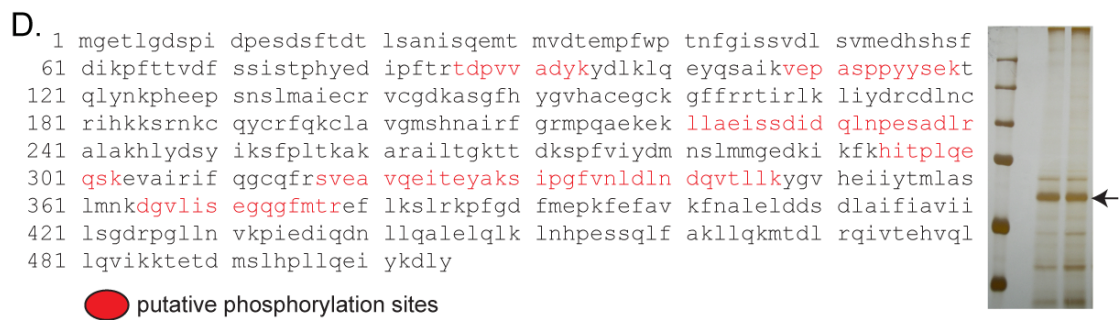 D.
1 mgetlgdspi dpesdsftdt lsanisqemt mvdtempfwp tnfgissvdl svmedhshsf
61 dikpfttvdf ssistphyed ipftrtdpvv adykydlklq eyqsaikvep asppyysekt
121 qlynkpheep snslmaiecr vcgdkasgfh ygvhacegck gffrrtirlk liydrcdlnc
181 rihkksrnkc qycrfqkcla vgmshnairf grmpqaekek llaeissdid qlnpesadlr
241 alakhlydsy iksfpltkak arailtgktt dkspfviydm nslmmgedki kfkhitplqe
301 qskevairif qgcqfrsvea vqeiteyaks ipgfvnldln dqvtllkygv heiiytmlas
361 lmnkdgvlis egqgfmtref lkslrkpfgd fmepkfefav kfnaleldds dlaifiavii
421 lsgdrpglln vkpiediqdn llqalelqlk lnhpessqlf akllqkmtdl rqivtehvql
481 lqvikktetd mslhpllqei ykdly
putative phosphorylation sites